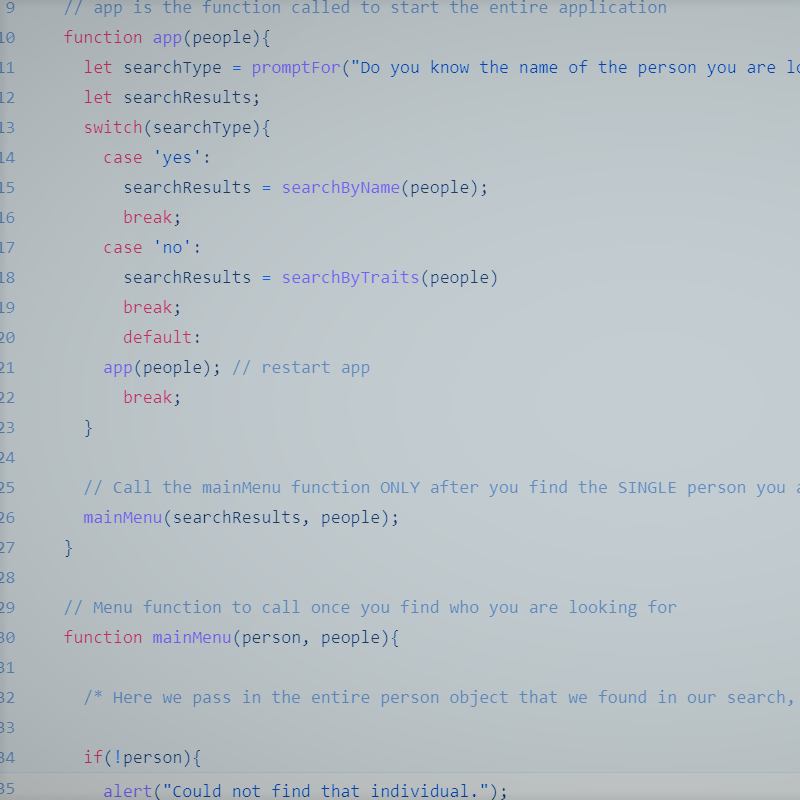 9 // app is the function called to start the entire application
10 function app(people){
11 let searchType = promptFor("Do you know the name of the person you are
12 let searchResults;
13 switch(searchType){
14 case 'yes':
15 searchResults = searchByName(people);
16 break;
17 case 'no':
18 searchResults = searchByTraits(people)
19 break;
20 default:
21 app(people); // restart app
22 break;
23 }
24
25 // Call the mainMenu function ONLY after you find the SINGLE person you
26 mainMenu(searchResults, people);
27 }
28
29 // Menu function to call once you find who you are looking for
30 function mainMenu(person, people){
31
32 /* Here we pass in the entire person object that we found in our search,
33
34 if(!person){
35 alert("Could not find that individual.");